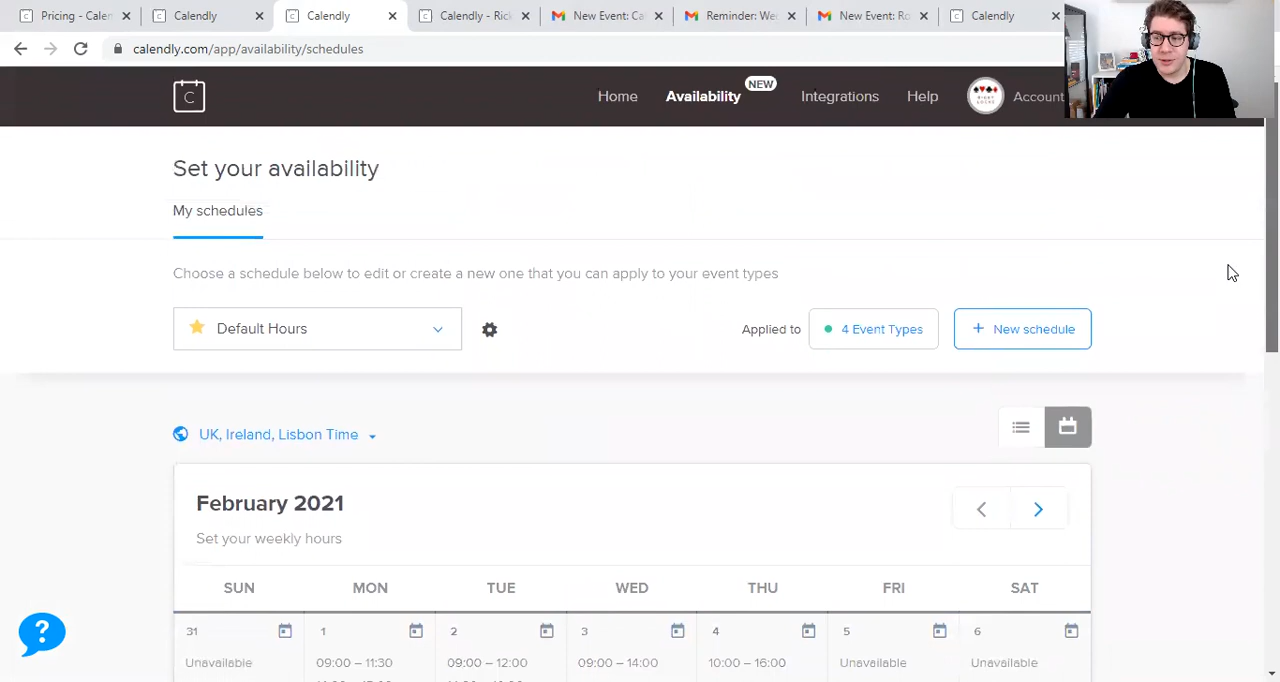 Pricing - Calen
Calendly
Calendly
Calendly - Rick
New Event: Ca
Reminder: We
New Event: Ro
Calendly
calendly.com/app/availability/schedules
C
Home
Availability
NEW
Integrations
Help
Account
Set your availability
My schedules
Choose a schedule below to edit or create a new one that you can apply to your event types
Default Hours
Applied to
4 Event Types
+ New schedule
UK, Ireland, Lisbon Time
February 2021
Set your weekly hours
SUN MON TUE WED THU FRI SAT
31 1 2 3 4 5 6
Unavailable 09:00 – 11:30 09:00 – 12:00 09:00 – 14:00 10:00 – 16:00 Unavailable Unavailable
?